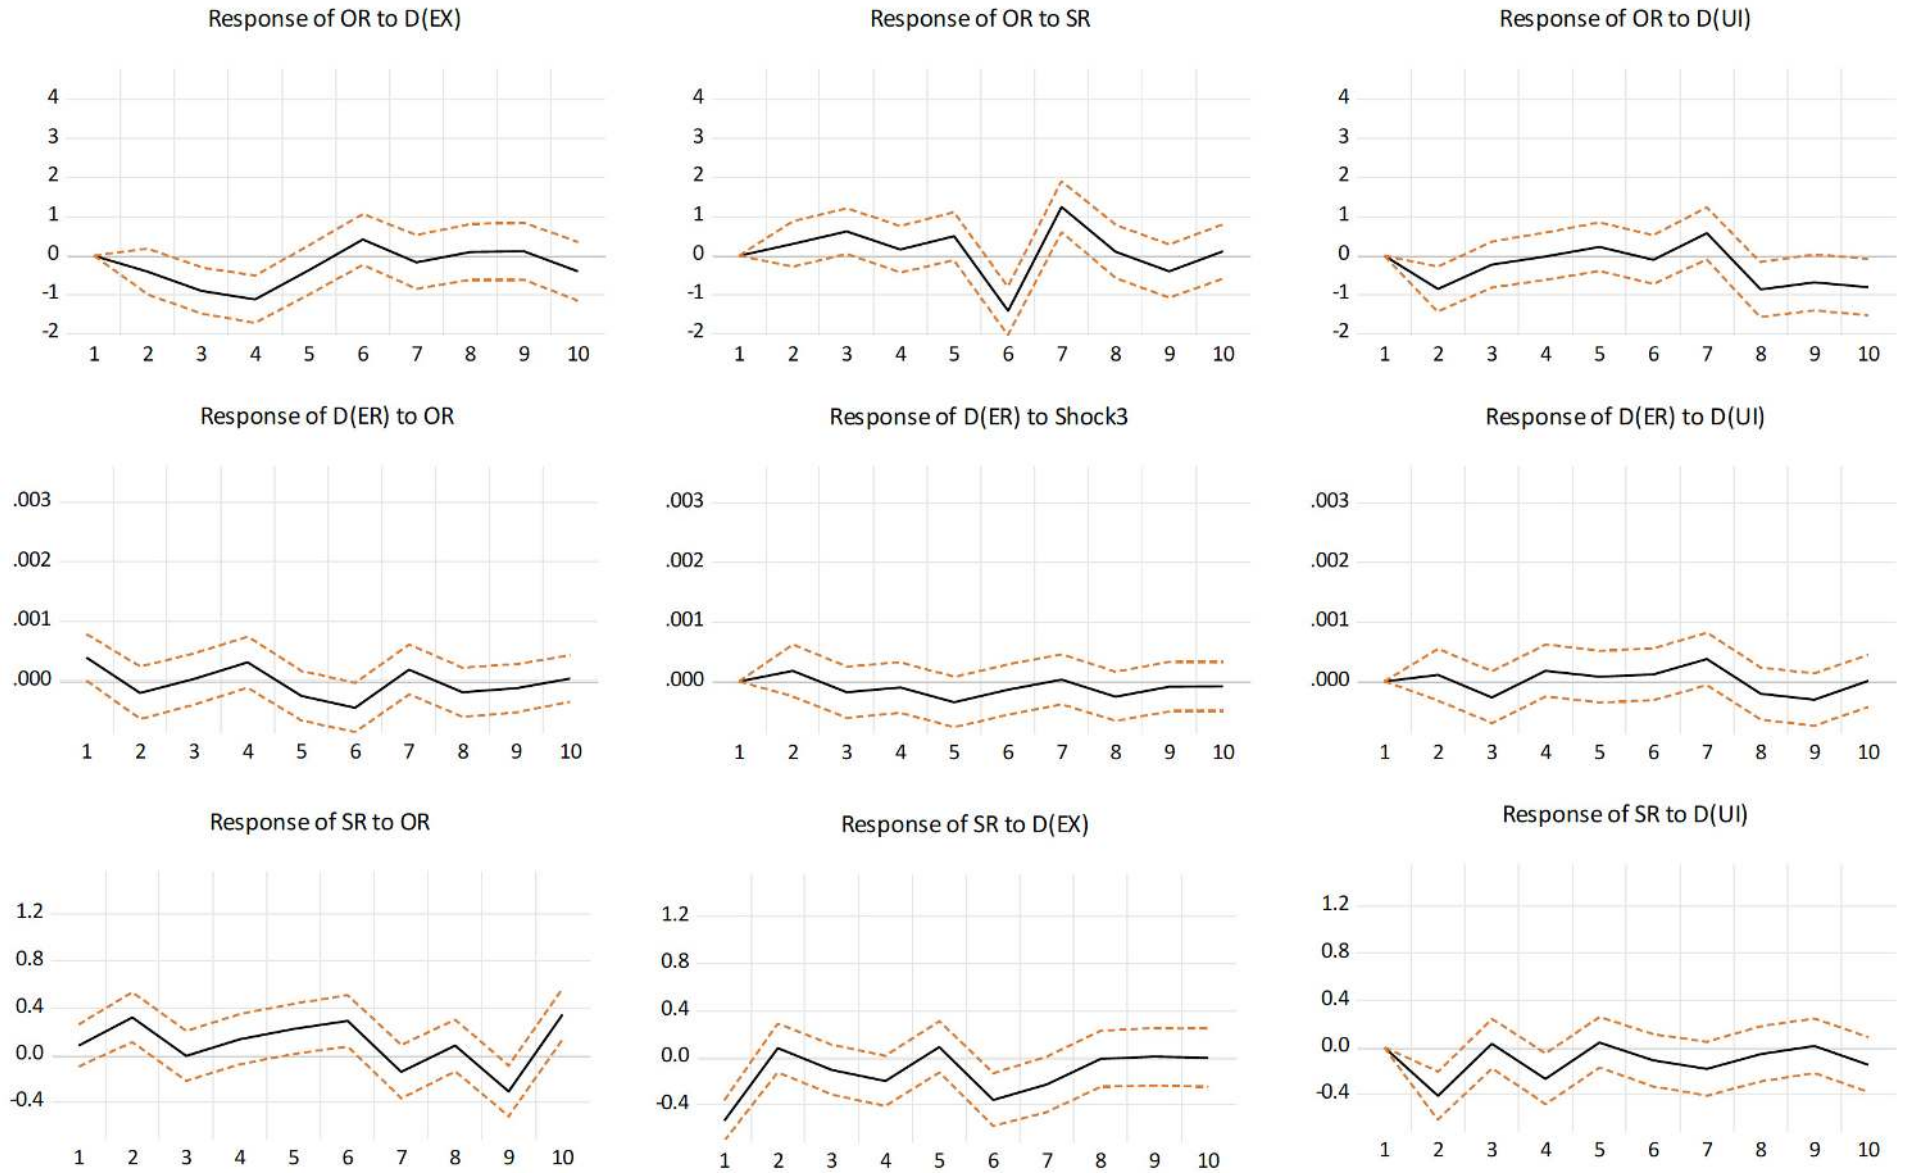 Response of OR to D(EX)
4
3
2
1
0
-1
-2
1 2 3 4 5 6 7 8 9 10
Response of OR to SR
4
3
2
1
0
-1
-2
1 2 3 4 5 6 7 8 9 10
Response of OR to D(UI)
4
3
2
1
0
-1
-2
1 2 3 4 5 6 7 8 9 10
Response of D(ER) to OR
.003
.002
.001
.000
1 2 3 4 5 6 7 8 9 10
Response of D(ER) to Shock3
.003
.002
.001
.000
1 2 3 4 5 6 7 8 9 10
Response of D(ER) to D(UI)
.003
.002
.001
.000
1 2 3 4 5 6 7 8 9 10
Response of SR to OR
1.2
0.8
0.4
0.0
-0.4
1 2 3 4 5 6 7 8 9 10
Response of SR to D(EX)
1.2
0.8
0.4
0.0
-0.4
1 2 3 4 5 6 7 8 9 10
Response of SR to D(UI)
1.2
0.8
0.4
0.0
-0.4
1 2 3 4 5 6 7 8 9 10